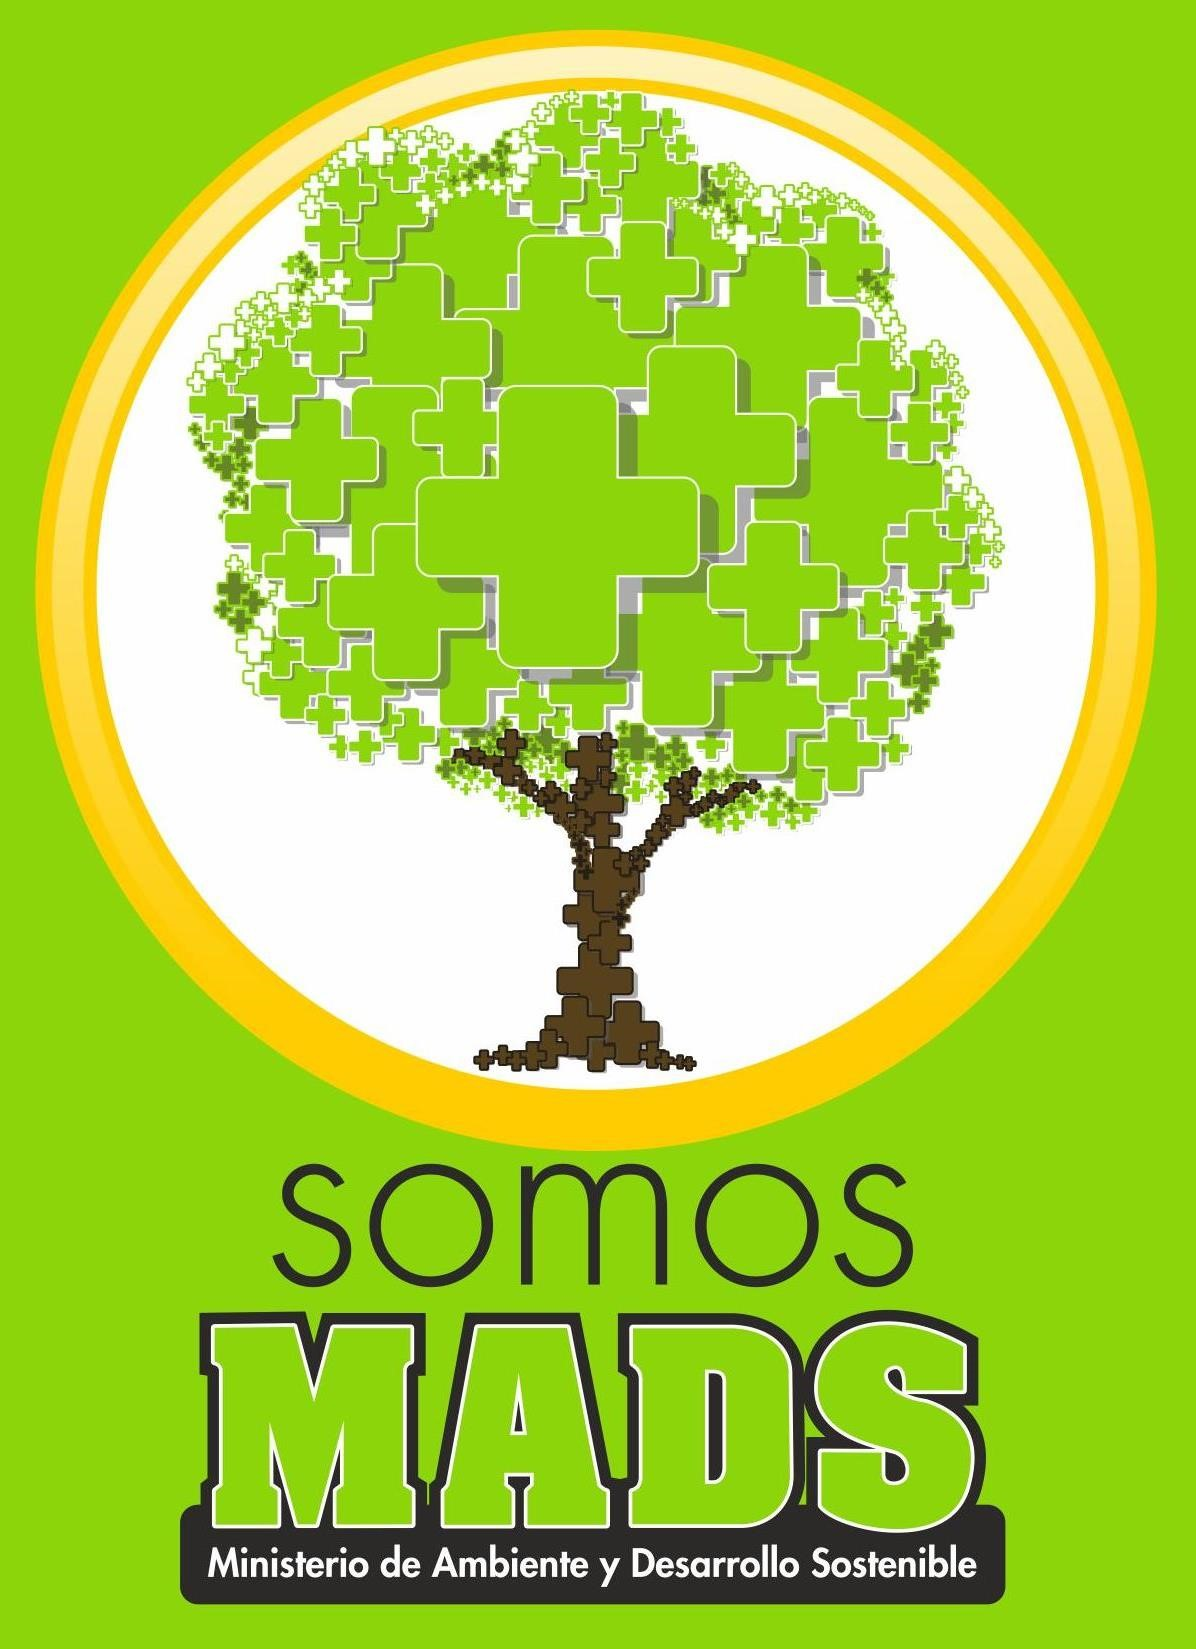 somos
MADS
Ministerio de Ambiente y Desarrollo Sostenible